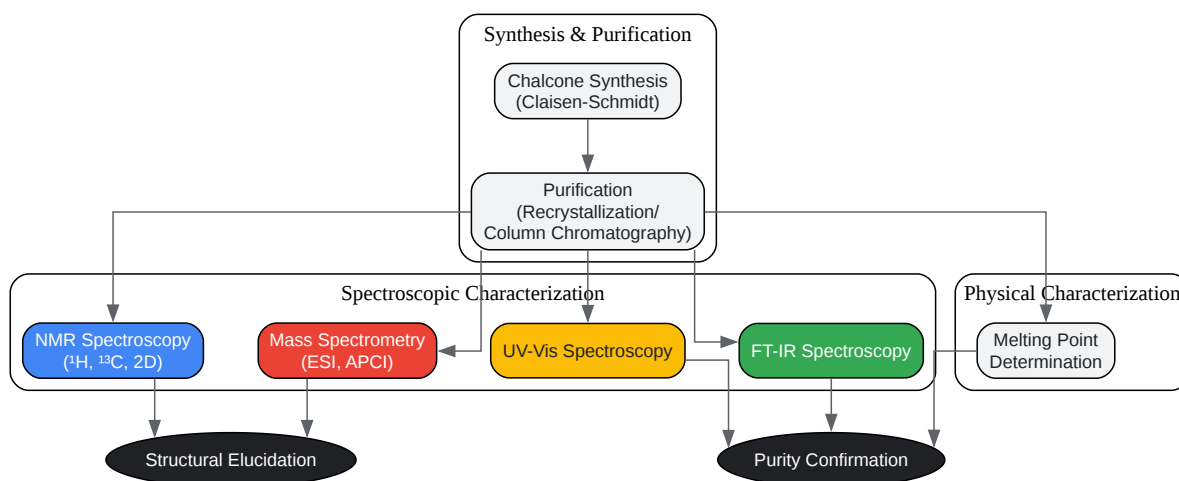 Synthesis & Purification
Chalcone Synthesis
(Claisen-Schmidt)
Purification
(Recrystallization/
Column Chromatography)
Spectroscopic Characterization
Physical Characterization
NMR Spectroscopy
(¹H, ¹³C, 2D)
Mass Spectrometry
(ESI, APCI)
UV-Vis Spectroscopy
FT-IR Spectroscopy
Melting Point
Determination
Structural Elucidation
Purity Confirmation